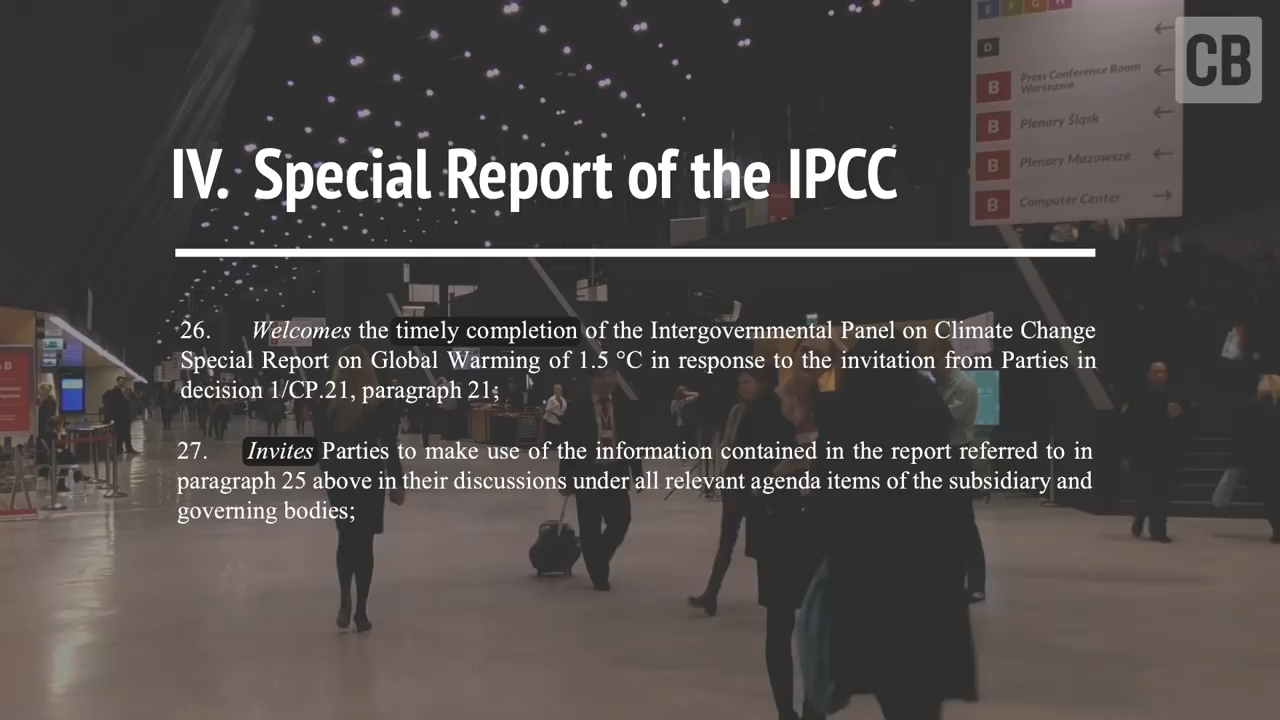 E F G H
CB
D
B Press Conference Room
Warszawa
B Plenary Śląsk
B Plenary Mazowsze
B Computer Center
IV. Special Report of the IPCC
26. Welcomes the timely completion of the Intergovernmental Panel on Climate Change
Special Report on Global Warming of 1.5 °C in response to the invitation from Parties in
decision 1/CP.21, paragraph 21;
27. Invites Parties to make use of the information contained in the report referred to in
paragraph 25 above in their discussions under all relevant agenda items of the subsidiary and
governing bodies;